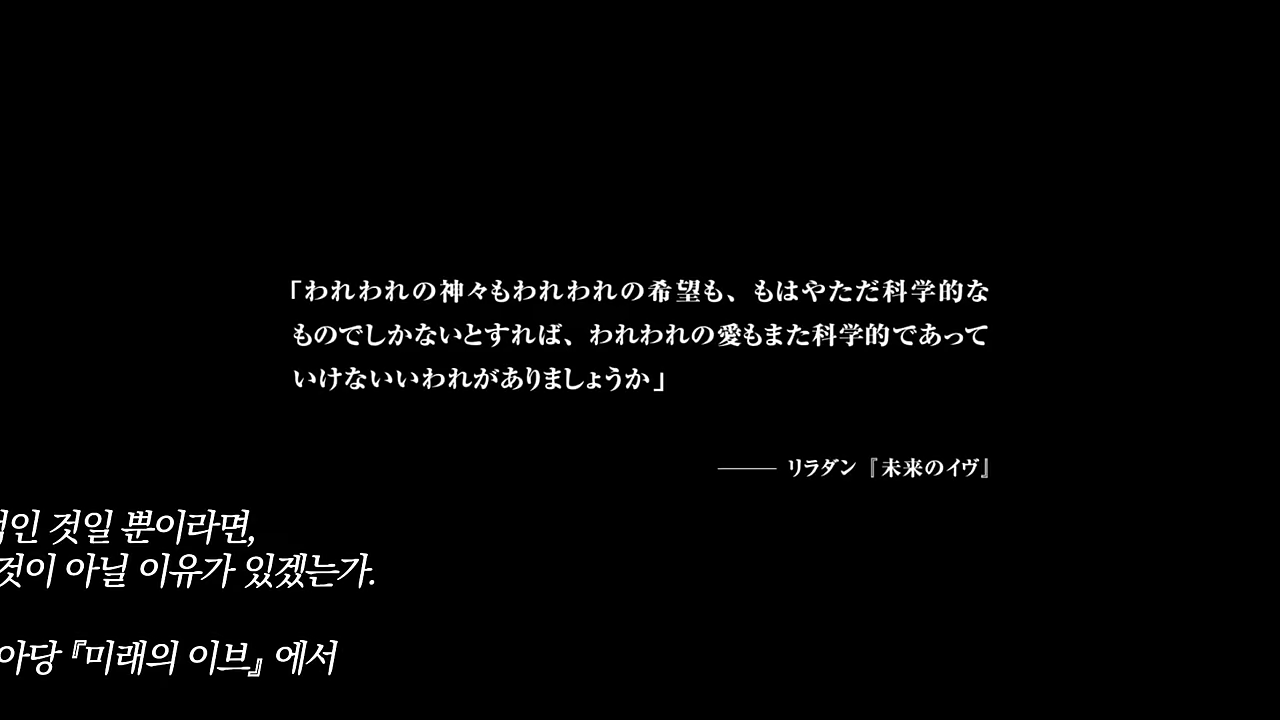 「われわれの神々もわれわれの希望も、もはやただ科学的な
ものでしかないとすれば、われわれの愛もまた科学的であって
いけないいわれがありましょうか」
——— リラダン『未来のイヴ』
것일 뿐이라면,
아닐 이유가 있겠는가.
『미래의 이브』 에서